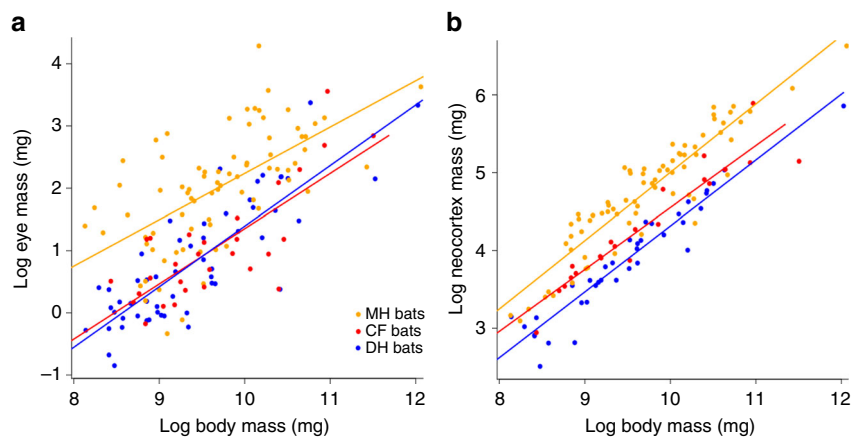 a
Log eye mass (mg)
4
3
2
1
0
−1
8
9
10
11
12
Log body mass (mg)
MH bats
CF bats
DH bats
b
Log neocortex mass (mg)
6
5
4
3
8
9
10
11
12
Log body mass (mg)